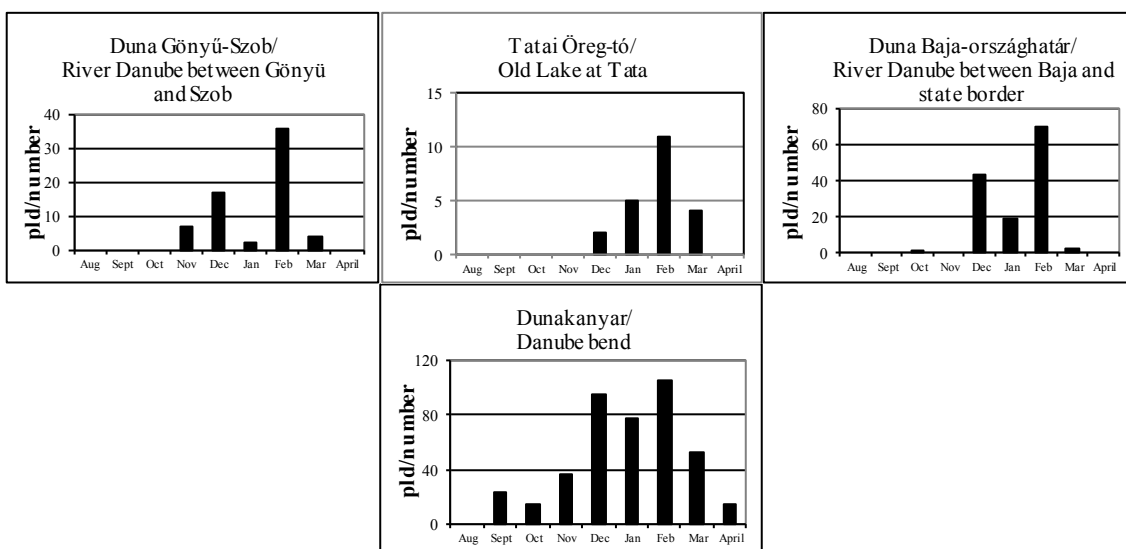 Duna Gönyű-Szob/
River Danube between Gönyü
and Szob
pld/number
40
30
20
10
0
Aug Sept Oct Nov Dec Jan Feb Mar April
Tatai Öreg-tó/
Old Lake at Tata
pld/number
15
10
5
0
Aug Sept Oct Nov Dec Jan Feb Mar April
Duna Baja-országhatár/
River Danube between Baja and
state border
pld/number
80
60
40
20
0
Aug Sept Oct Nov Dec Jan Feb Mar April
Dunakanyar/
Danube bend
pld/number
120
80
40
0
Aug Sept Oct Nov Dec Jan Feb Mar April